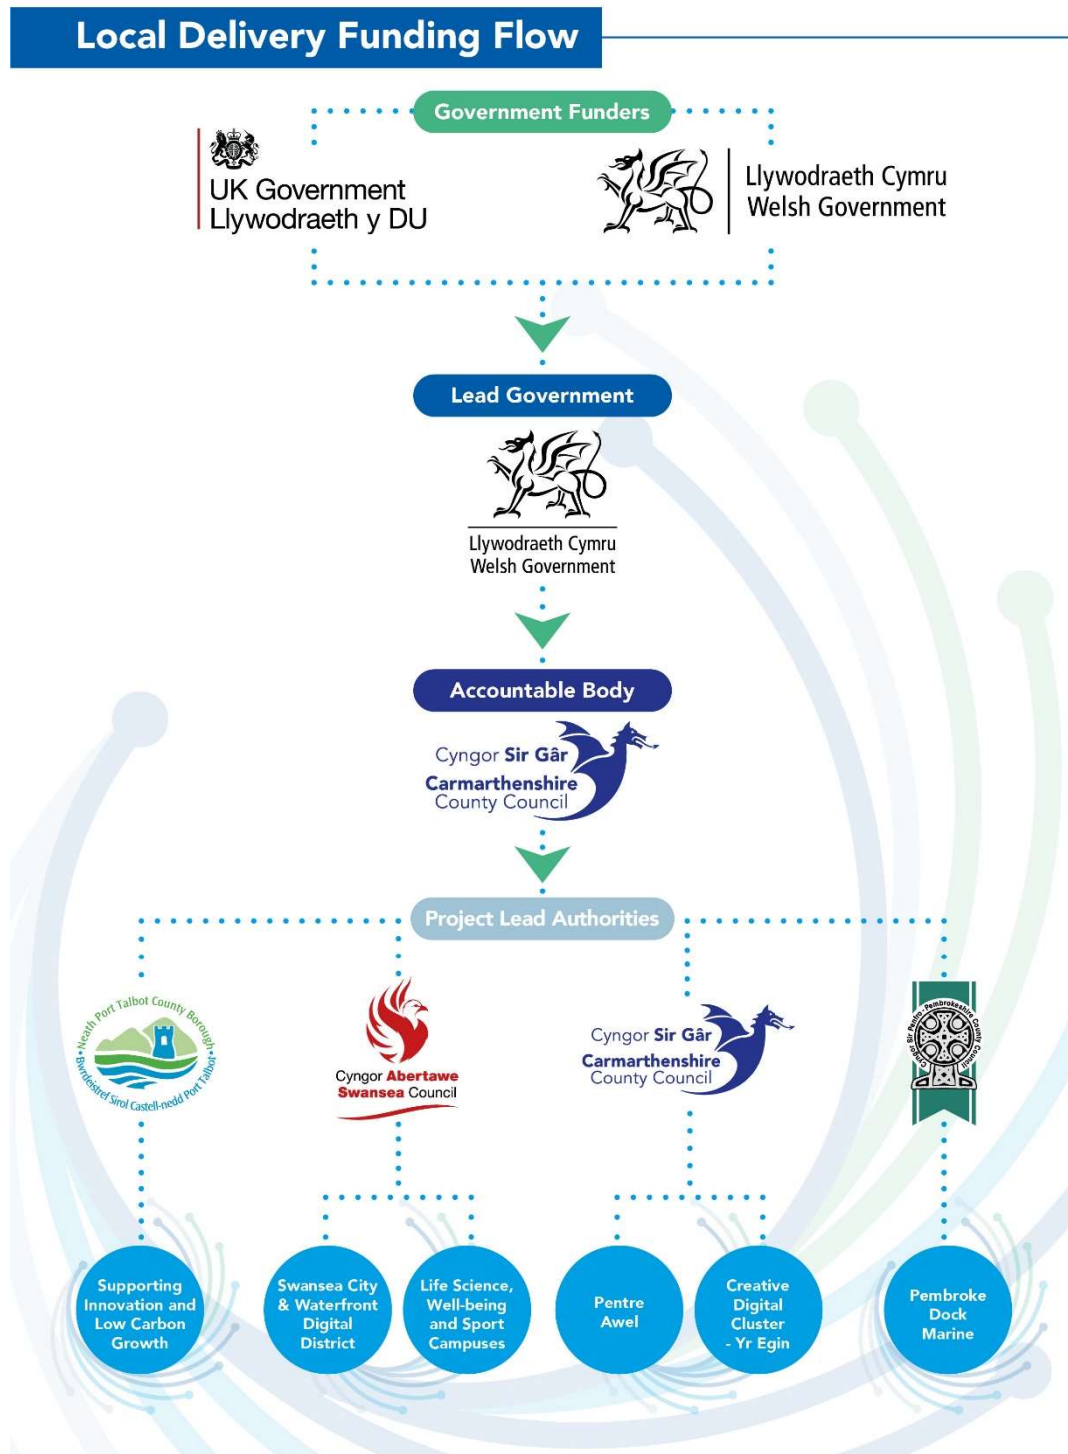 Local Delivery Funding Flow
Government Funders
UK Government
Llywodraeth y DU
Llywodraeth Cymru
Welsh Government
Lead Government
Llywodraeth Cymru
Welsh Government
Accountable Body
Cyngor Sir Gâr
Carmarthenshire
County Council
Project Lead Authorities
Neath Port Talbot County Borough
Bwrdeistref Sirol Castell-nedd Port Talbot
Cyngor Abertawe
Swansea Council
Cyngor Sir Gâr
Carmarthenshire
County Council
Cyngor Sir Penfro - Pembrokeshire County Council
Supporting
Innovation and
Low Carbon
Growth
Swansea City
& Waterfront
Digital
District
Life Science,
Well-being
and Sport
Campuses
Pentre
Awel
Creative
Digital
Cluster
- Yr Egin
Pembroke
Dock
Marine